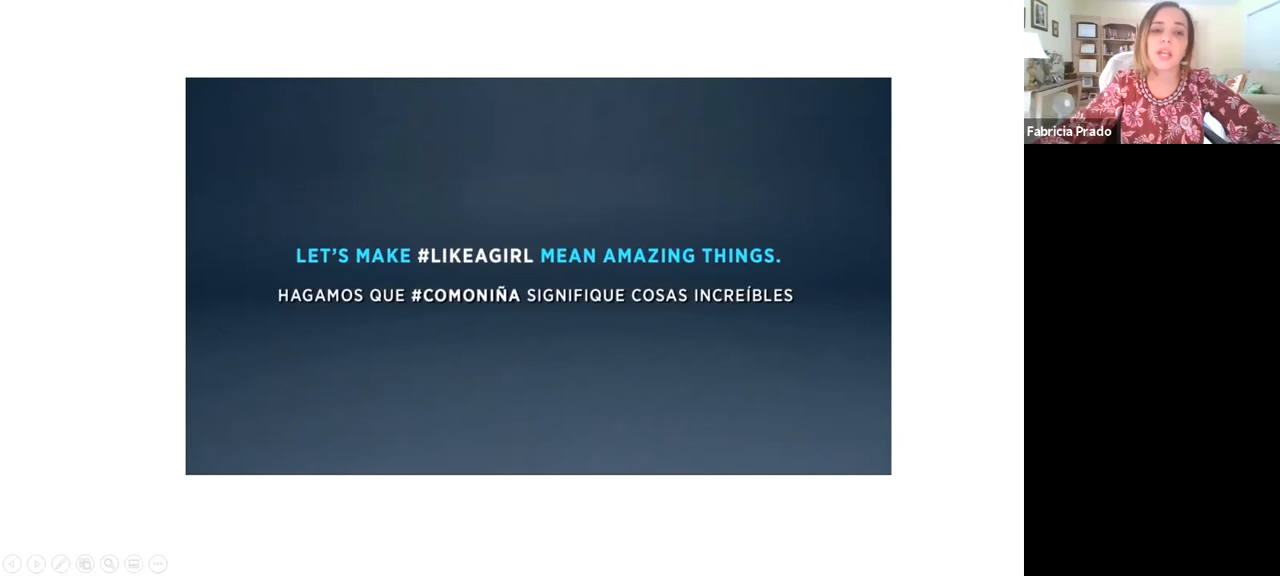 LET'S MAKE #LIKEAGIRL MEAN AMAZING THINGS.
HAGAMOS QUE #COMONIÑA SIGNIFIQUE COSAS INCREÍBLES
Fabricia Prado